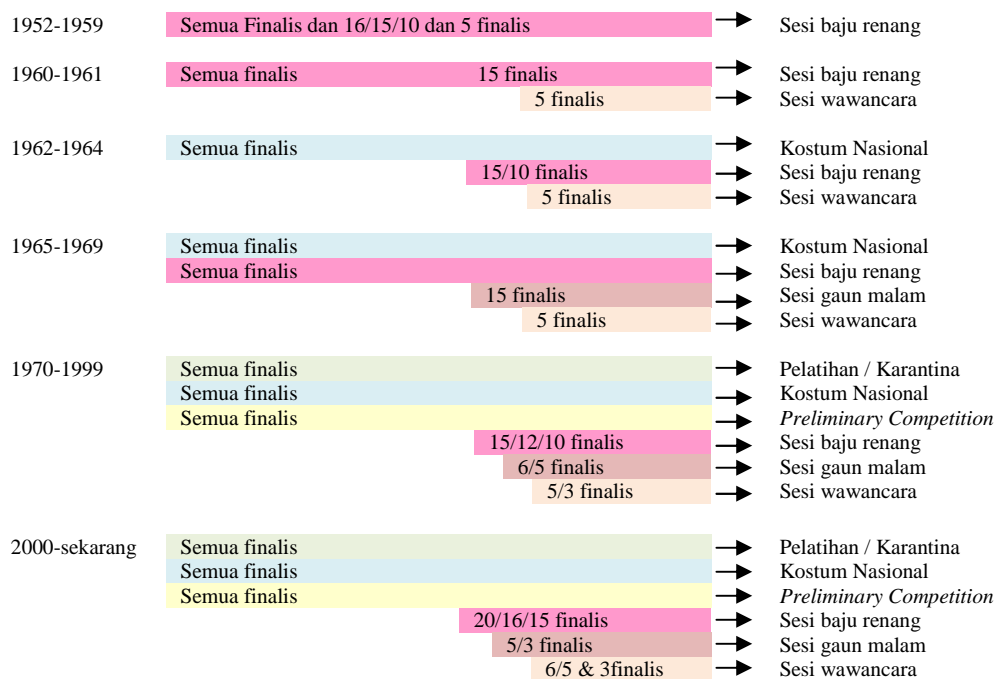 1952-1959 Semua Finalis dan 16/15/10 dan 5 finalis Sesi baju renang
1960-1961 Semua finalis 15 finalis Sesi baju renang
5 finalis Sesi wawancara
1962-1964 Semua finalis Kostum Nasional
15/10 finalis Sesi baju renang
5 finalis Sesi wawancara
1965-1969 Semua finalis Kostum Nasional
Semua finalis Sesi baju renang
15 finalis Sesi gaun malam
5 finalis Sesi wawancara
1970-1999 Semua finalis Pelatihan / Karantina
Semua finalis Kostum Nasional
Semua finalis Preliminary Competition
15/12/10 finalis Sesi baju renang
6/5 finalis Sesi gaun malam
5/3 finalis Sesi wawancara
2000-sekarang Semua finalis Pelatihan / Karantina
Semua finalis Kostum Nasional
Semua finalis Preliminary Competition
20/16/15 finalis Sesi baju renang
5/3 finalis Sesi gaun malam
6/5 & 3finalis Sesi wawancara